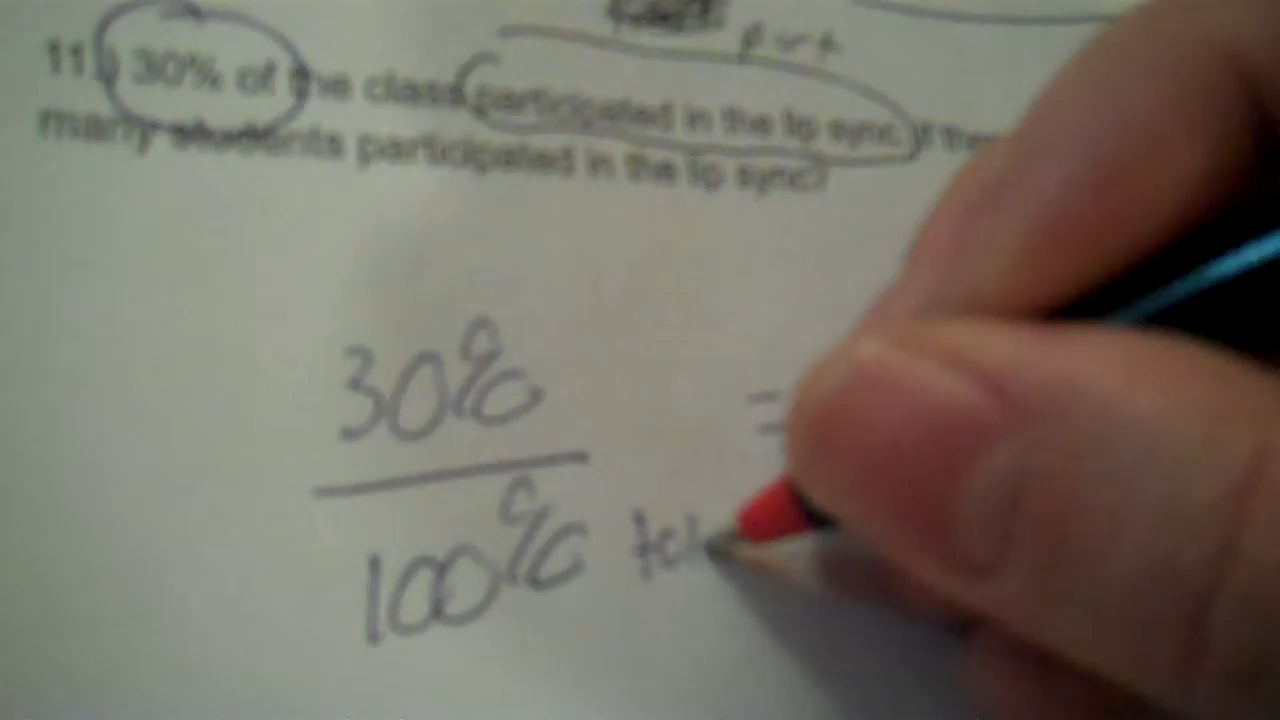 part
11.) 30% of the class participated in the lip sync. If there
many students participated in the lip sync?
30%
=
100%